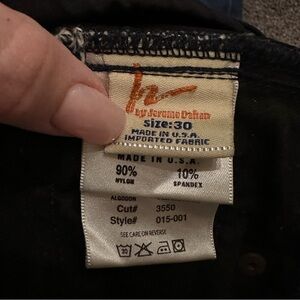 by Jerome Dahan
Size:30
MADE IN U.S.A.
IMPORTED FABRIC
MADE IN U.S.A.
90% 10%
NYLON SPANDEX
ALGODON
Cut# 3550
Style# 015-001
SEE CARE ON REVERSE